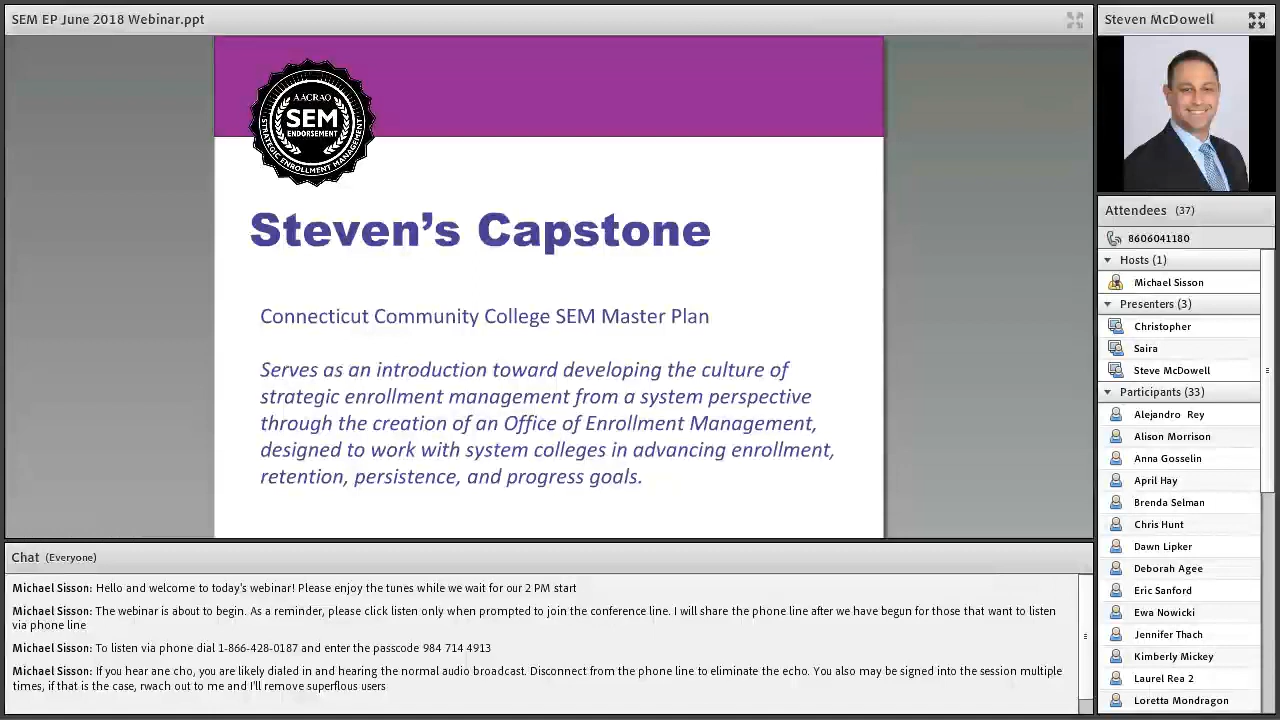 SEM EP June 2018 Webinar.ppt
AACRAO
SEM
ENDORSEMENT
STRATEGIC ENROLLMENT MANAGEMENT
Steven’s Capstone
Connecticut Community College SEM Master Plan
Serves as an introduction toward developing the culture of
strategic enrollment management from a system perspective
through the creation of an Office of Enrollment Management,
designed to work with system colleges in advancing enrollment,
retention, persistence, and progress goals.
Chat (Everyone)
Michael Sisson: Hello and welcome to today's webinar! Please enjoy the tunes while we wait for our 2 PM start
Michael Sisson: The webinar is about to begin. As a reminder, please click listen only when prompted to join the conference line. I will share the phone line after we have begun for those that want to listen
via phone line
Michael Sisson: To listen via phone dial 1-866-428-0187 and enter the passcode 984 714 4913
Michael Sisson: If you hear an cho, you are likely dialed in and hearing the normal audio broadcast. Disconnect from the phone line to eliminate the echo. You also may be signed into the session multiple
times, if that is the case, rwach out to me and I'll remove superflous users
Steven McDowell
Attendees (37)
8606041180
Hosts (1)
Michael Sisson
Presenters (3)
Christopher
Saira
Steve McDowell
Participants (33)
Alejandro Rey
Alison Morrison
Anna Gosselin
April Hay
Brenda Selman
Chris Hunt
Dawn Lipker
Deborah Agee
Eric Sanford
Ewa Nowicki
Jennifer Thach
Kimberly Mickey
Laurel Rea 2
Loretta Mondragon